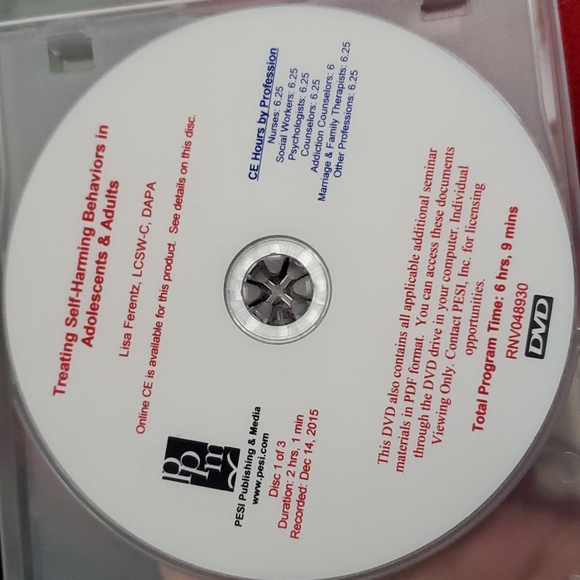 Treating Self-Harming Behaviors in
Adolescents & Adults
Lisa Ferentz, LCSW-C, DAPA
Online CE is available for this product. See details on this disc.
ppm
PESI Publishing & Media
www.pesi.com
Disc 1 of 3
Duration: 2 hrs, 1 min
Recorded: Dec 14, 2015
CE Hours by Profession
Nurses: 6.25
Social Workers: 6.25
Psychologists: 6.25
Counselors: 6.25
Addiction Counselors: 6
Marriage & Family Therapists: 6.25
Other Professions: 6.25
This DVD also contains all applicable additional seminar
materials in PDF format. You can access these documents
through the DVD drive in your computer. Individual
Viewing Only. Contact PESI, Inc. for licensing
opportunities.
Total Program Time: 6 hrs, 9 mins
RNV048930
DVD